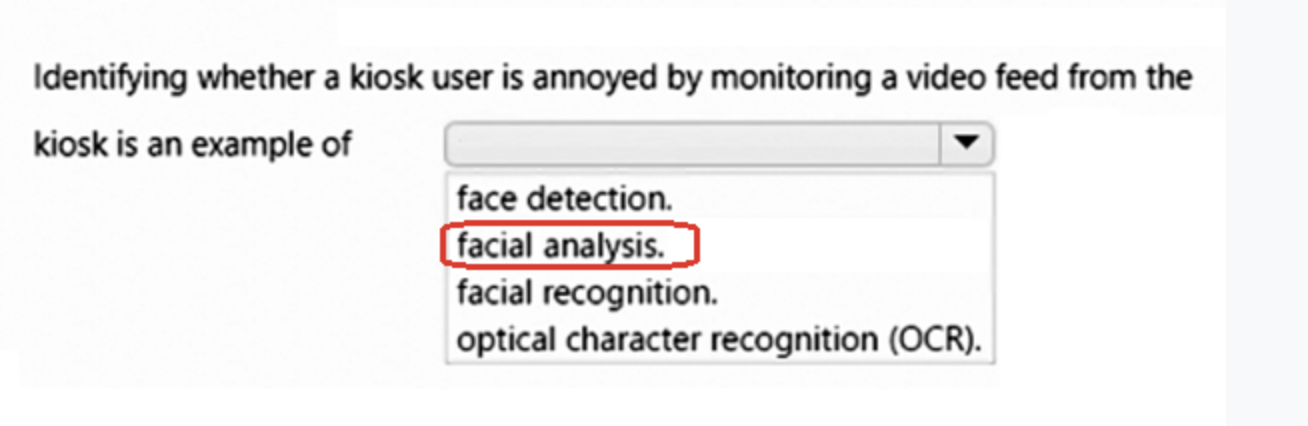 Identifying whether a kiosk user is annoyed by monitoring a video feed from the
kiosk is an example of
face detection.
facial analysis.
facial recognition.
optical character recognition (OCR).